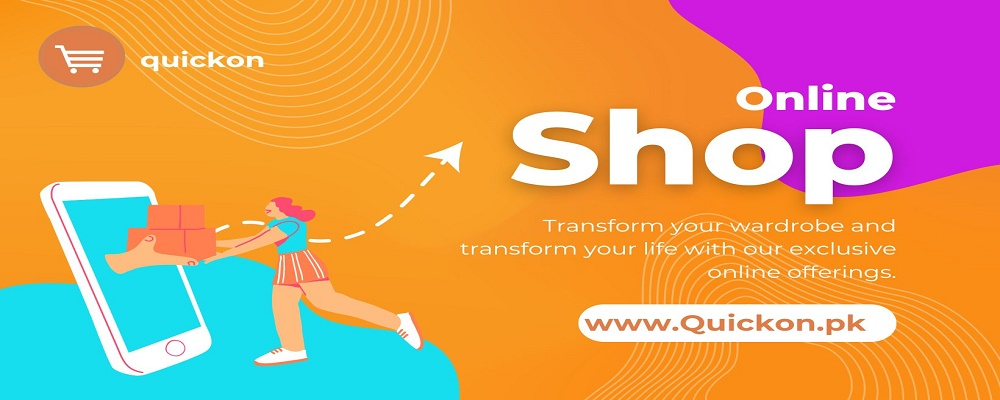 quickon
Online
Shop
Transform your wardrobe and
transform your life with our exclusive
online offerings.
www.Quickon.pk